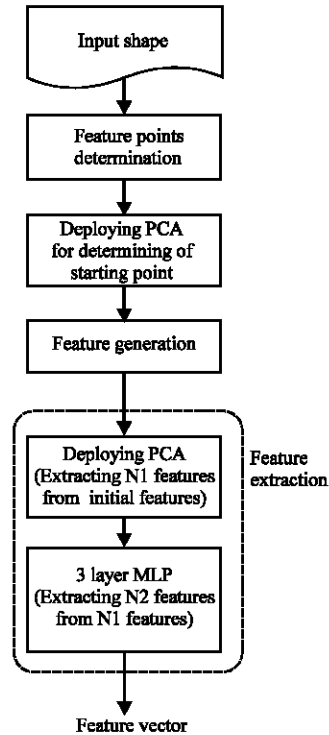 Input shape
Feature points
determination
Deploying PCA
for determining of
starting point
Feature generation
Deploying PCA
(Extracting N1 features
from initial features)
Feature
extraction
3 layer MLP
(Extracting N2 features
from N1 features)
Feature vector